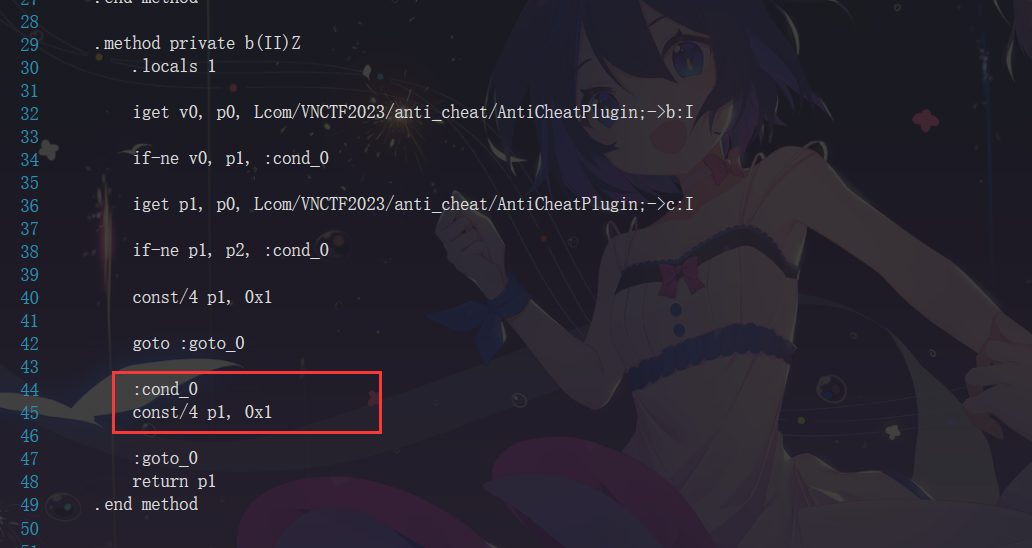 27 .end method
28
29 .method private b(II)Z
30 .locals 1
31
32 iget v0, p0, Lcom/VNCTF2023/anti_cheat/AntiCheatPlugin;->b:I
33
34 if-ne v0, p1, :cond_0
35
36 iget p1, p0, Lcom/VNCTF2023/anti_cheat/AntiCheatPlugin;->c:I
37
38 if-ne p1, p2, :cond_0
39
40 const/4 p1, 0x1
41
42 goto :goto_0
43
44 :cond_0
45 const/4 p1, 0x1
46
47 :goto_0
48 return p1
49 .end method
50
51